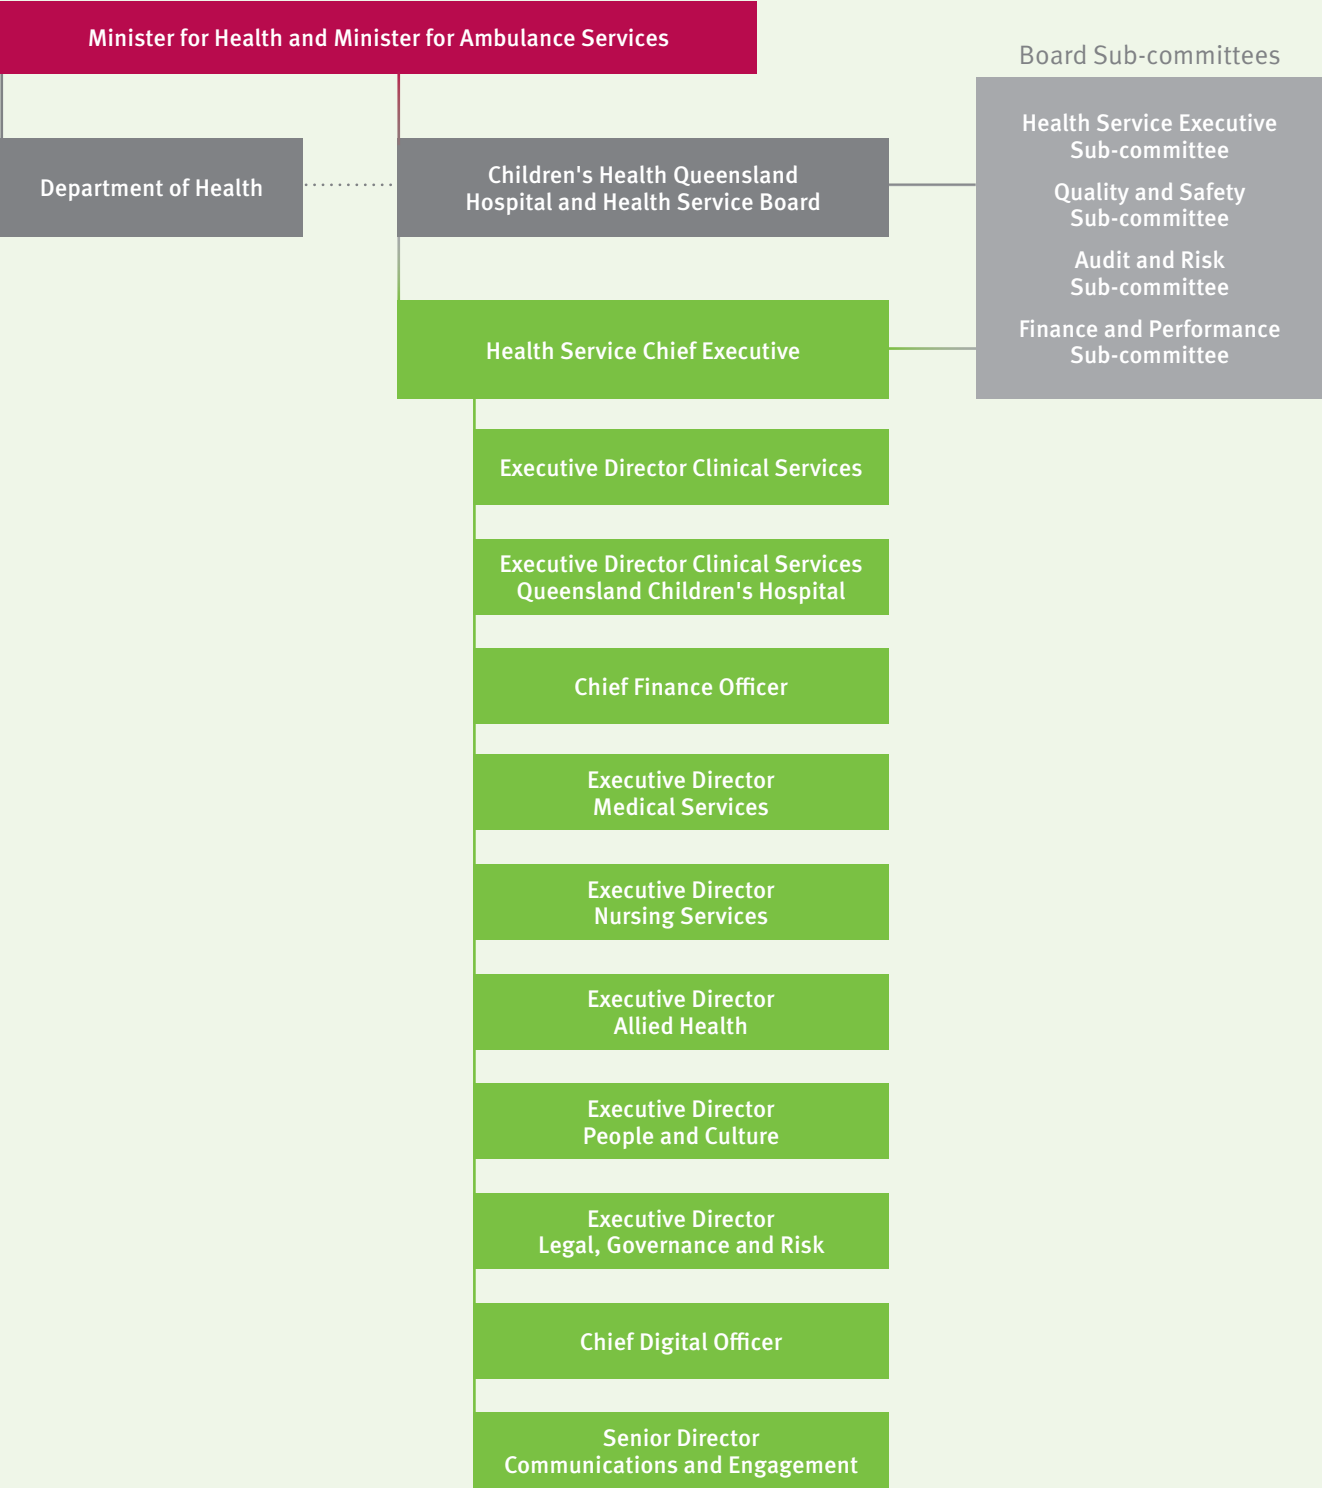 Minister for Health and Minister for Ambulance Services
Board Sub-committees
Health Service Executive
Sub-committee
Quality and Safety
Sub-committee
Audit and Risk
Sub-committee
Finance and Performance
Sub-committee
Department of Health
Children's Health Queensland
Hospital and Health Service Board
Health Service Chief Executive
Executive Director Clinical Services
Executive Director Clinical Services
Queensland Children's Hospital
Chief Finance Officer
Executive Director
Medical Services
Executive Director
Nursing Services
Executive Director
Allied Health
Executive Director
People and Culture
Executive Director
Legal, Governance and Risk
Chief Digital Officer
Senior Director
Communications and Engagement